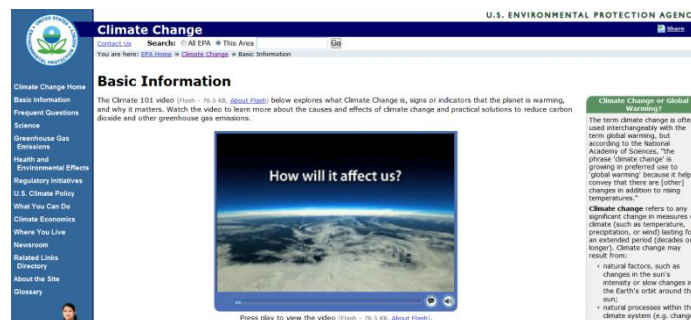 U.S. ENVIRONMENTAL PROTECTION AGENC
Climate Change
Share
Contact Us Search: All EPA This Area Go
You are here: EPA Home » Climate Change » Basic Information
Climate Change Home
Basic Information
Frequent Questions
Science
Greenhouse Gas
Emissions
Health and
Environmental Effects
Regulatory Initiatives
U.S. Climate Policy
What You Can Do
Climate Economics
Where You Live
Newsroom
Related Links
Directory
About the Site
Glossary
Basic Information
The Climate 101 video (Flash - 76.5 KB, About Flash) below explores what Climate Change is, signs or indicators that the planet is warming,
and why it matters. Watch the video to learn more about the causes and effects of climate change and practical solutions to reduce carbon
dioxide and other greenhouse gas emissions.
How will it affect us?
Press play to view the video (Flash - 76.5 KB, About Flash).
Climate Change or Global
Warming?
The term climate change is ofte
used interchangeably with the
term global warming, but
according to the National
Academy of Sciences, "the
phrase 'climate change' is
growing in preferred use to
'global warming' because it help
convey that there are [other]
changes in addition to rising
temperatures."
Climate change refers to any
significant change in measures o
climate (such as temperature,
precipitation, or wind) lasting fo
an extended period (decades or
longer). Climate change may
result from:
• natural factors, such as
changes in the sun's
intensity or slow changes in
the Earth's orbit around th
sun;
• natural processes within th
climate system (e.g. change